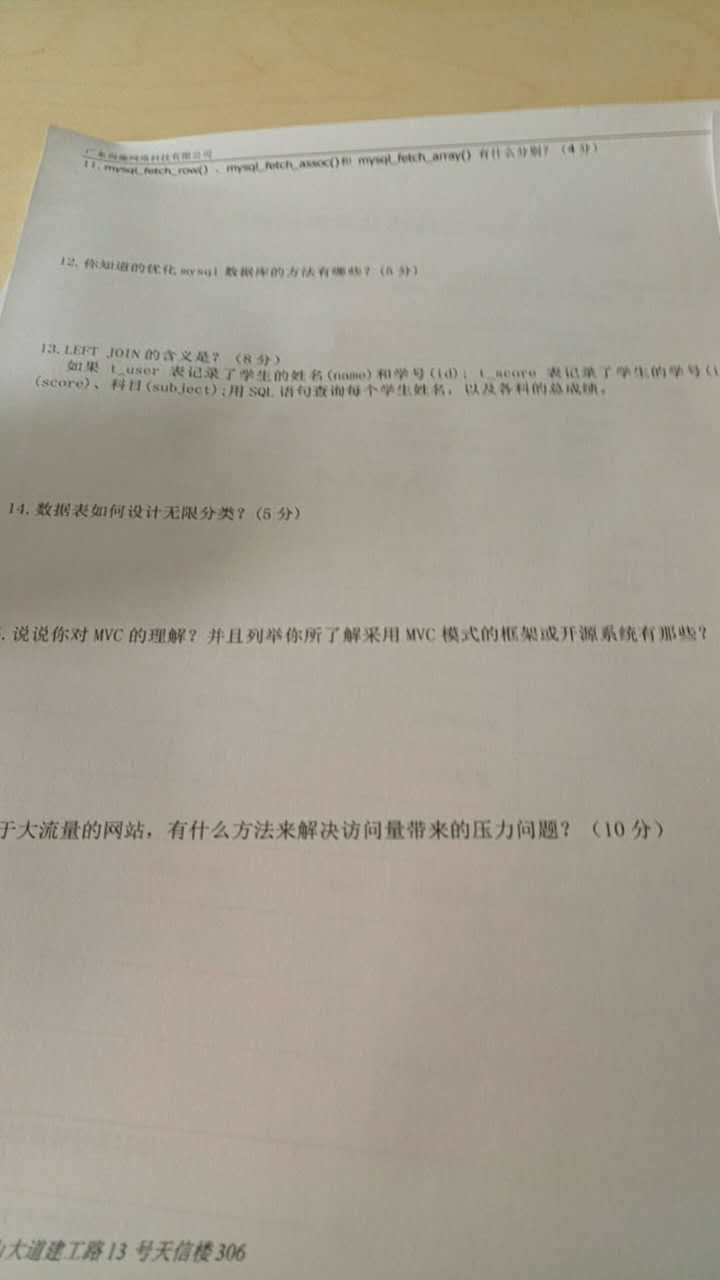 广东尚腾网络科技有限公司
11. mysql_fetch_row() 、mysql_fetch_assoc()和 mysql_fetch_array() 有什么分别？（4 分）
12. 你知道的优化 mysql 数据库的方法有哪些？(5 分)
13. LEFT JOIN 的含义是？（8 分）
如果 t_user 表记录了学生的姓名(name)和学号(id)；t_score 表记录了学生的学号(i
(score)、科目(subject);用 SQL 语句查询每个学生姓名，以及各科的总成绩。
14. 数据表如何设计无限分类？(5 分)
. 说说你对 MVC 的理解？并且列举你所了解采用 MVC 模式的框架或开源系统有那些？
于大流量的网站，有什么方法来解决访问量带来的压力问题？（10 分）
大道建工路 13 号天信楼 306